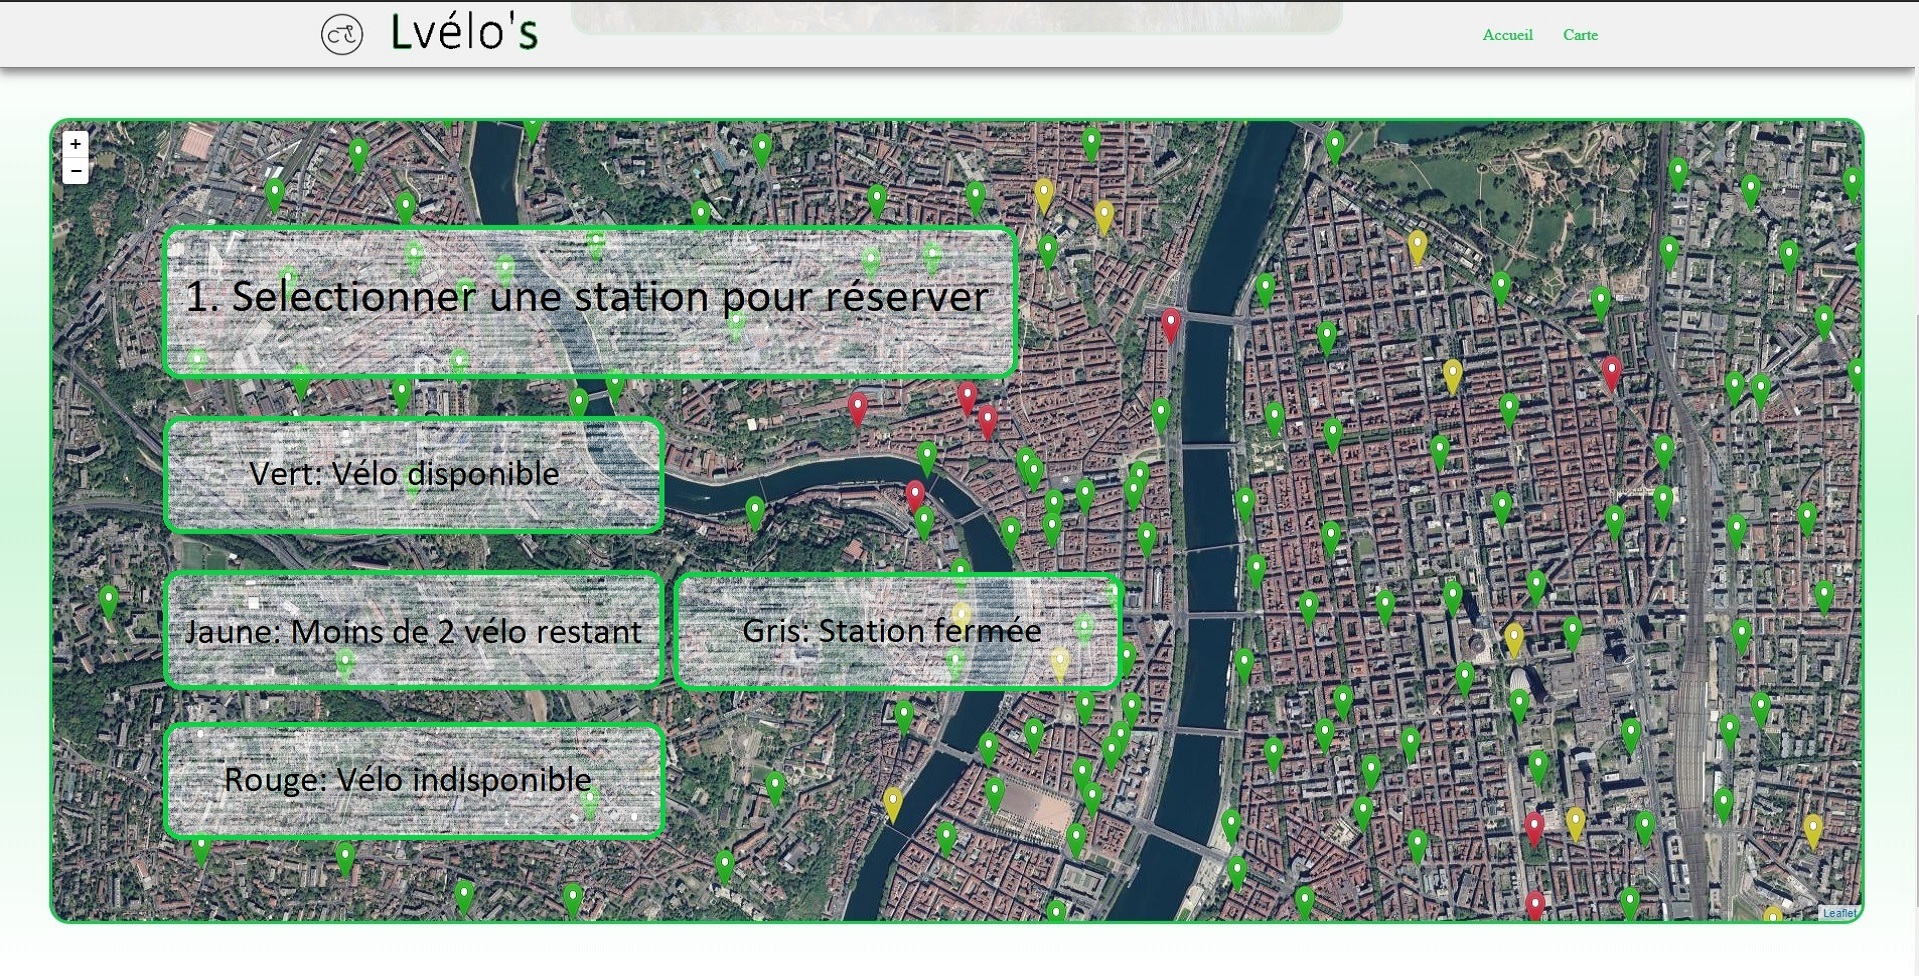 Lvélo's
Accueil Carte
+
−
1. Selectionner une station pour réserver
Vert: Vélo disponible
Jaune: Moins de 2 vélo restant
Gris: Station fermée
Rouge: Vélo indisponible
Leaflet